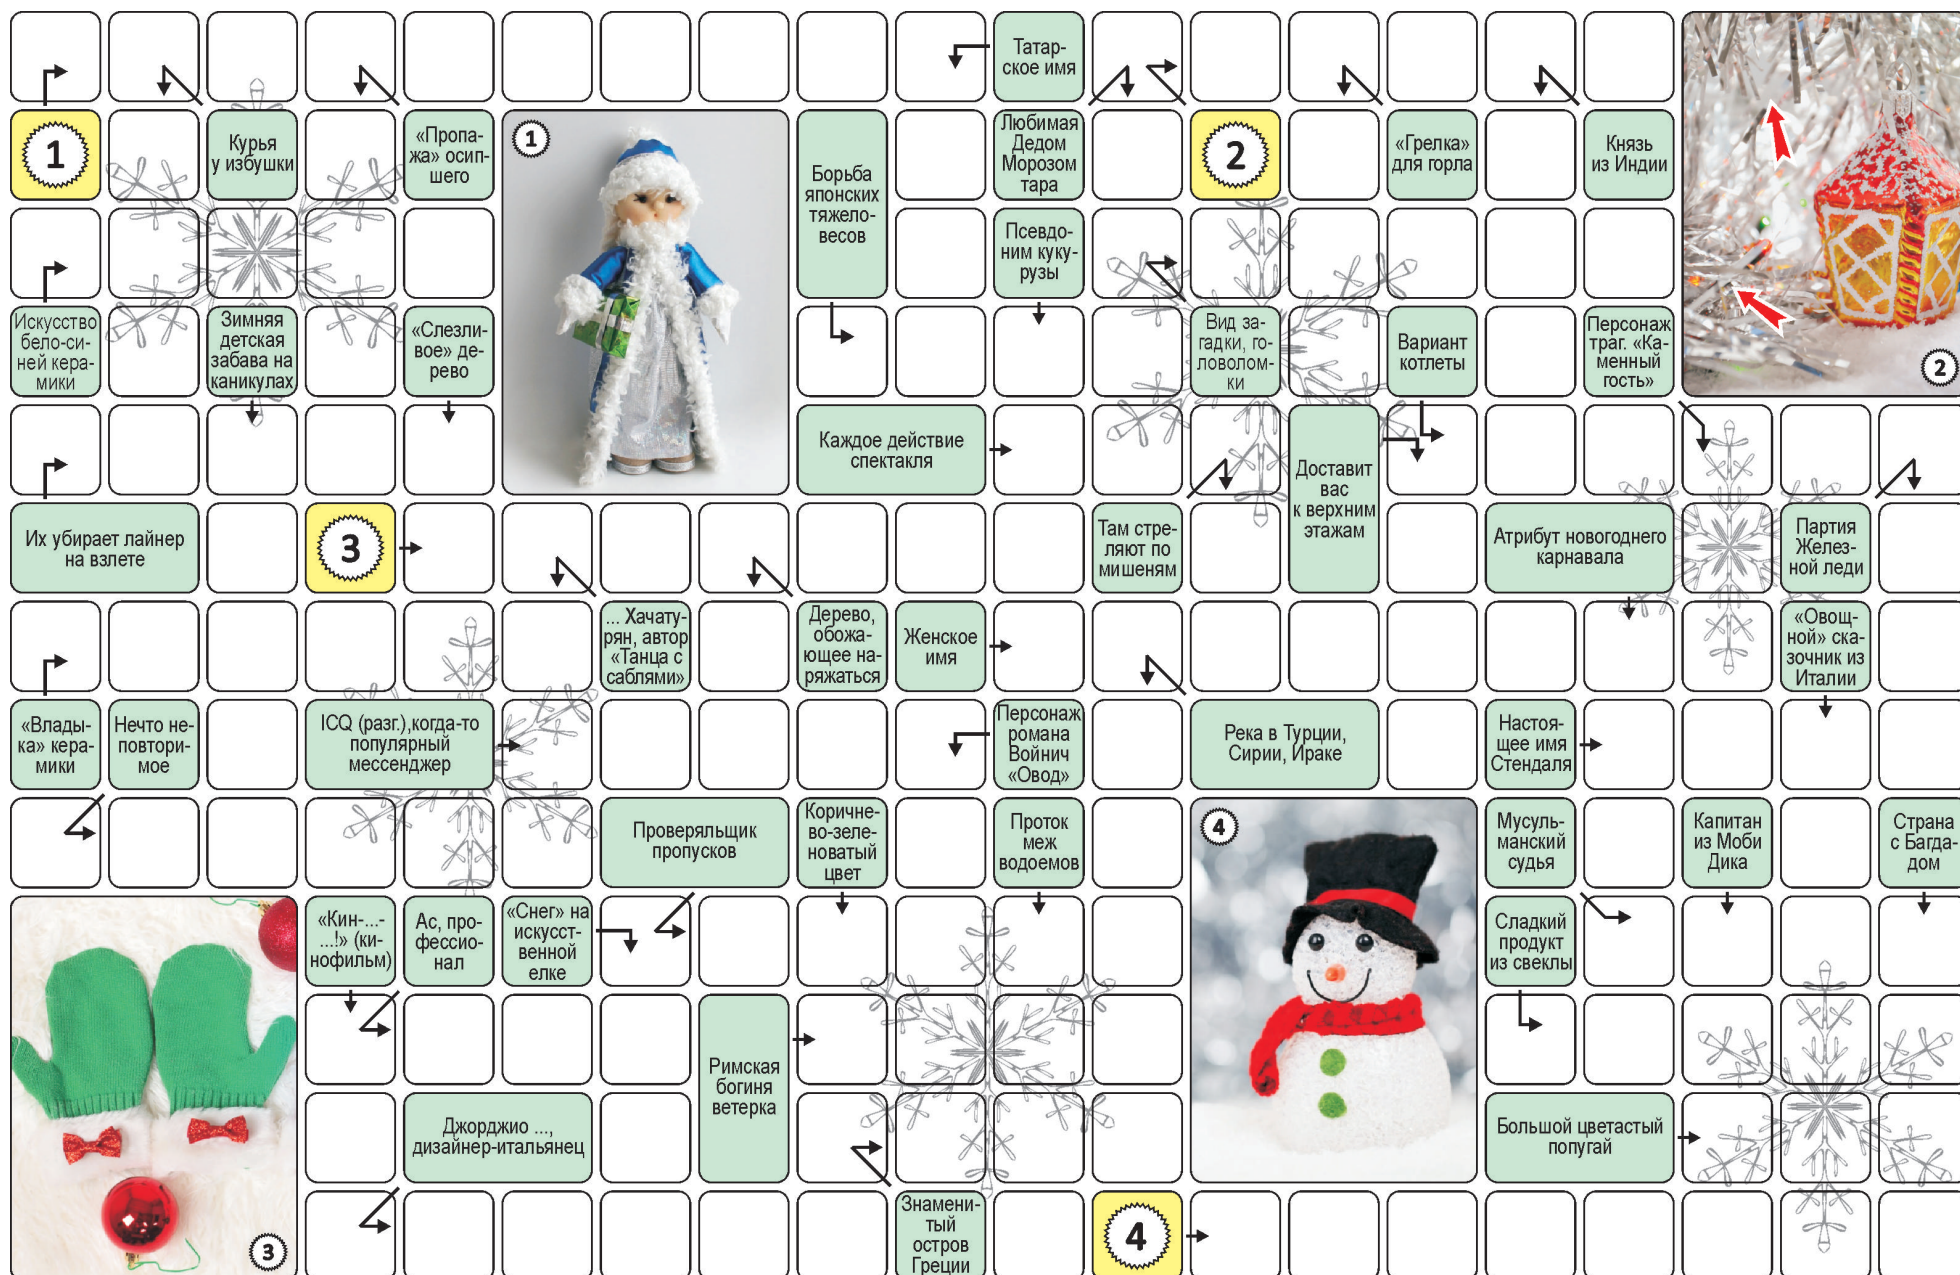 Татар-
ское имя
1
Курья
у избушки
«Пропа-
жа» осип-
шего
1
Борьба
японских
тяжело-
весов
Любимая
Дедом
Морозом
тара
2
«Грелка»
для горла
Князь
из Индии
Псевдо-
ним куку-
рузы
Искусство
бело-си-
ней кера-
мики
Зимняя
детская
забава на
каникулах
«Слезли-
вое» де-
рево
Вид за-
гадки, го-
ловолом-
ки
Вариант
котлеты
Персонаж
траг. «Ка-
менный
гость»
2
Каждое действие
спектакля
Доставит
вас
к верхним
этажам
Их убирает лайнер
на взлете
3
Там стре-
ляют по
мишеням
Атрибут новогоднего
карнавала
Партия
Желез-
ной леди
... Хачату-
рян, автор
«Танца с
саблями»
Дерево,
обожа-
ющее на-
ряжаться
Женское
имя
«Овощ-
ной» ска-
зочник из
Италии
«Влады-
ка» кера-
мики
Нечто не-
повтори-
мое
ICQ (разг.),когда-то
популярный
мессенджер
Персонаж
романа
Войнич
«Овод»
Река в Турции,
Сирии, Ираке
Настоя-
щее имя
Стендаля
Проверяльщик
пропусков
Коричне-
во-зеле-
новатый
цвет
Проток
меж
водоемов
4
Мусуль-
манский
судья
Капитан
из Моби
Дика
Страна
с Багда-
дом
«Кин-...-
...!» (ки-
нофильм)
Ас, про-
фессио-
нал
«Снег» на
искусст-
венной
елке
Сладкий
продукт
из свеклы
Римская
богиня
ветерка
Джорджио ...,
дизайнер-итальянец
Большой цветастый
попугай
3
Знамени-
тый
остров
Греции
4